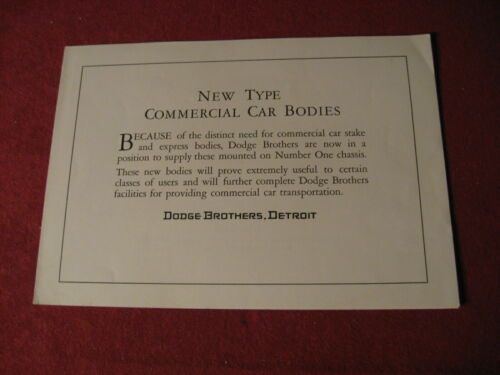 NEW TYPE
COMMERCIAL CAR BODIES
BECAUSE of the distinct need for commercial car stake
and express bodies, Dodge Brothers are now in a
position to supply these mounted on Number One chassis.
These new bodies will prove extremely useful to certain
classes of users and will further complete Dodge Brothers
facilities for providing commercial car transportation.
DODGE BROTHERS, DETROIT